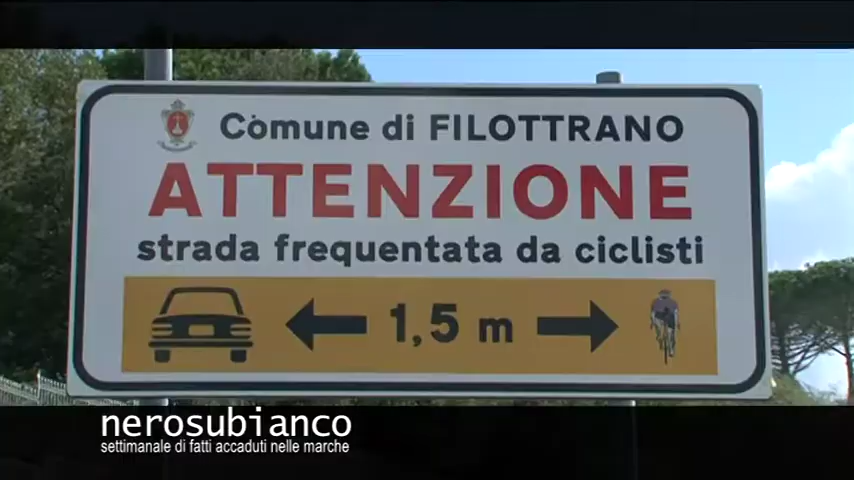 Comune di FILOTTRANO
ATTENZIONE
strada frequentata da ciclisti
1,5 m
nerosubianco
settimanale di fatti accaduti nelle marche